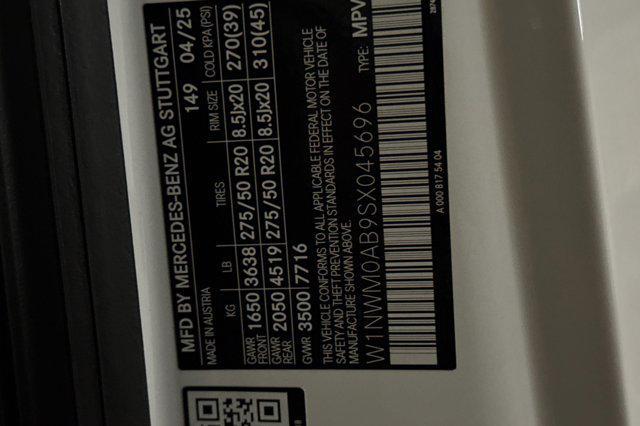 MFD BY MERCEDES-BENZ AG STUTTGART
MADE IN AUSTRIA 149 04/25
KG LB TIRES RIM SIZE COLD KPA(PSI)
GAWR FRONT 1650 3638 275/50 R20 8.5Jx20 270(39)
GAWR REAR 2050 4519 275/50 R20 8.5Jx20 310(45)
GVWR 3500 7716
THIS VEHICLE CONFORMS TO ALL APPLICABLE FEDERAL MOTOR VEHICLE
SAFETY AND THEFT PREVENTION STANDARDS IN EFFECT ON THE DATE OF
MANUFACTURE SHOWN ABOVE.
W1NWM0AB9SX045696 TYPE: MPV
A 000 817 54 04